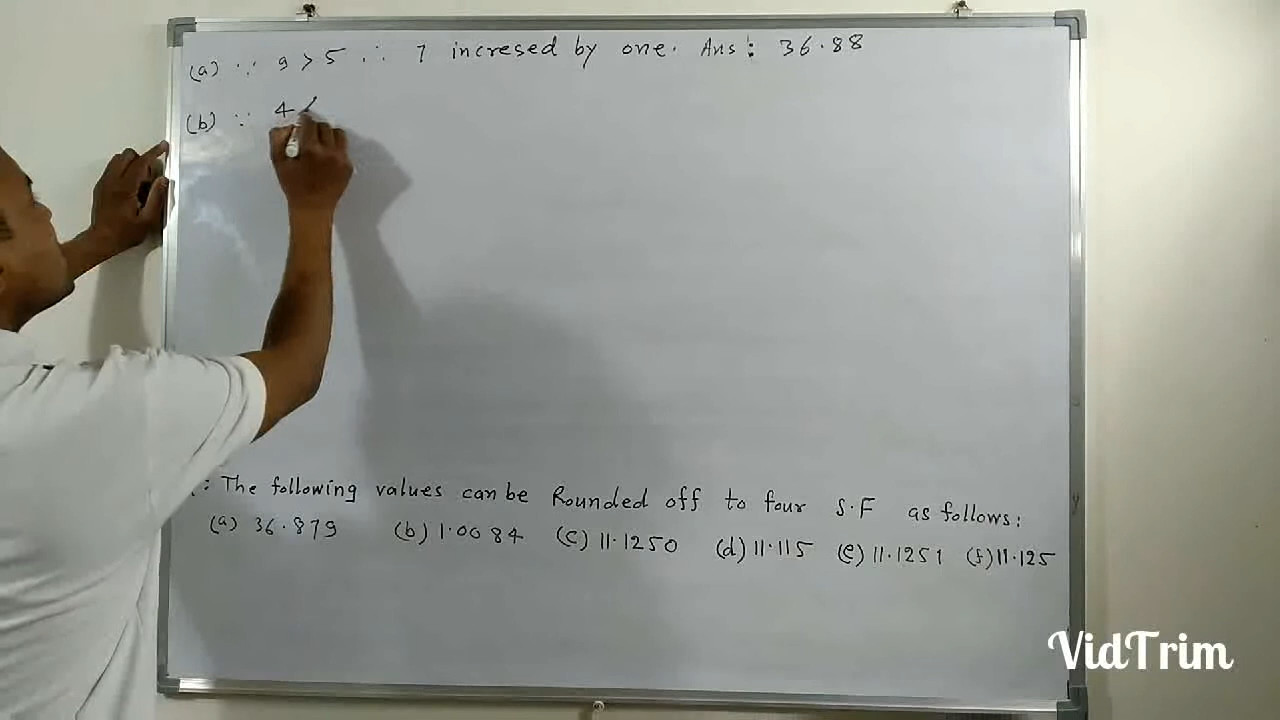 (a) ∵ 9 > 5 ∴ 7 incresed by one. Ans: 36.88
(b) ∵ 4 <
: The following values can be Rounded off to four S.F as follows:
(a) 36.879 (b) 1.0084 (c) 11.1250 (d) 11.115 (e) 11.1251 (f) 11.125
VidTrim